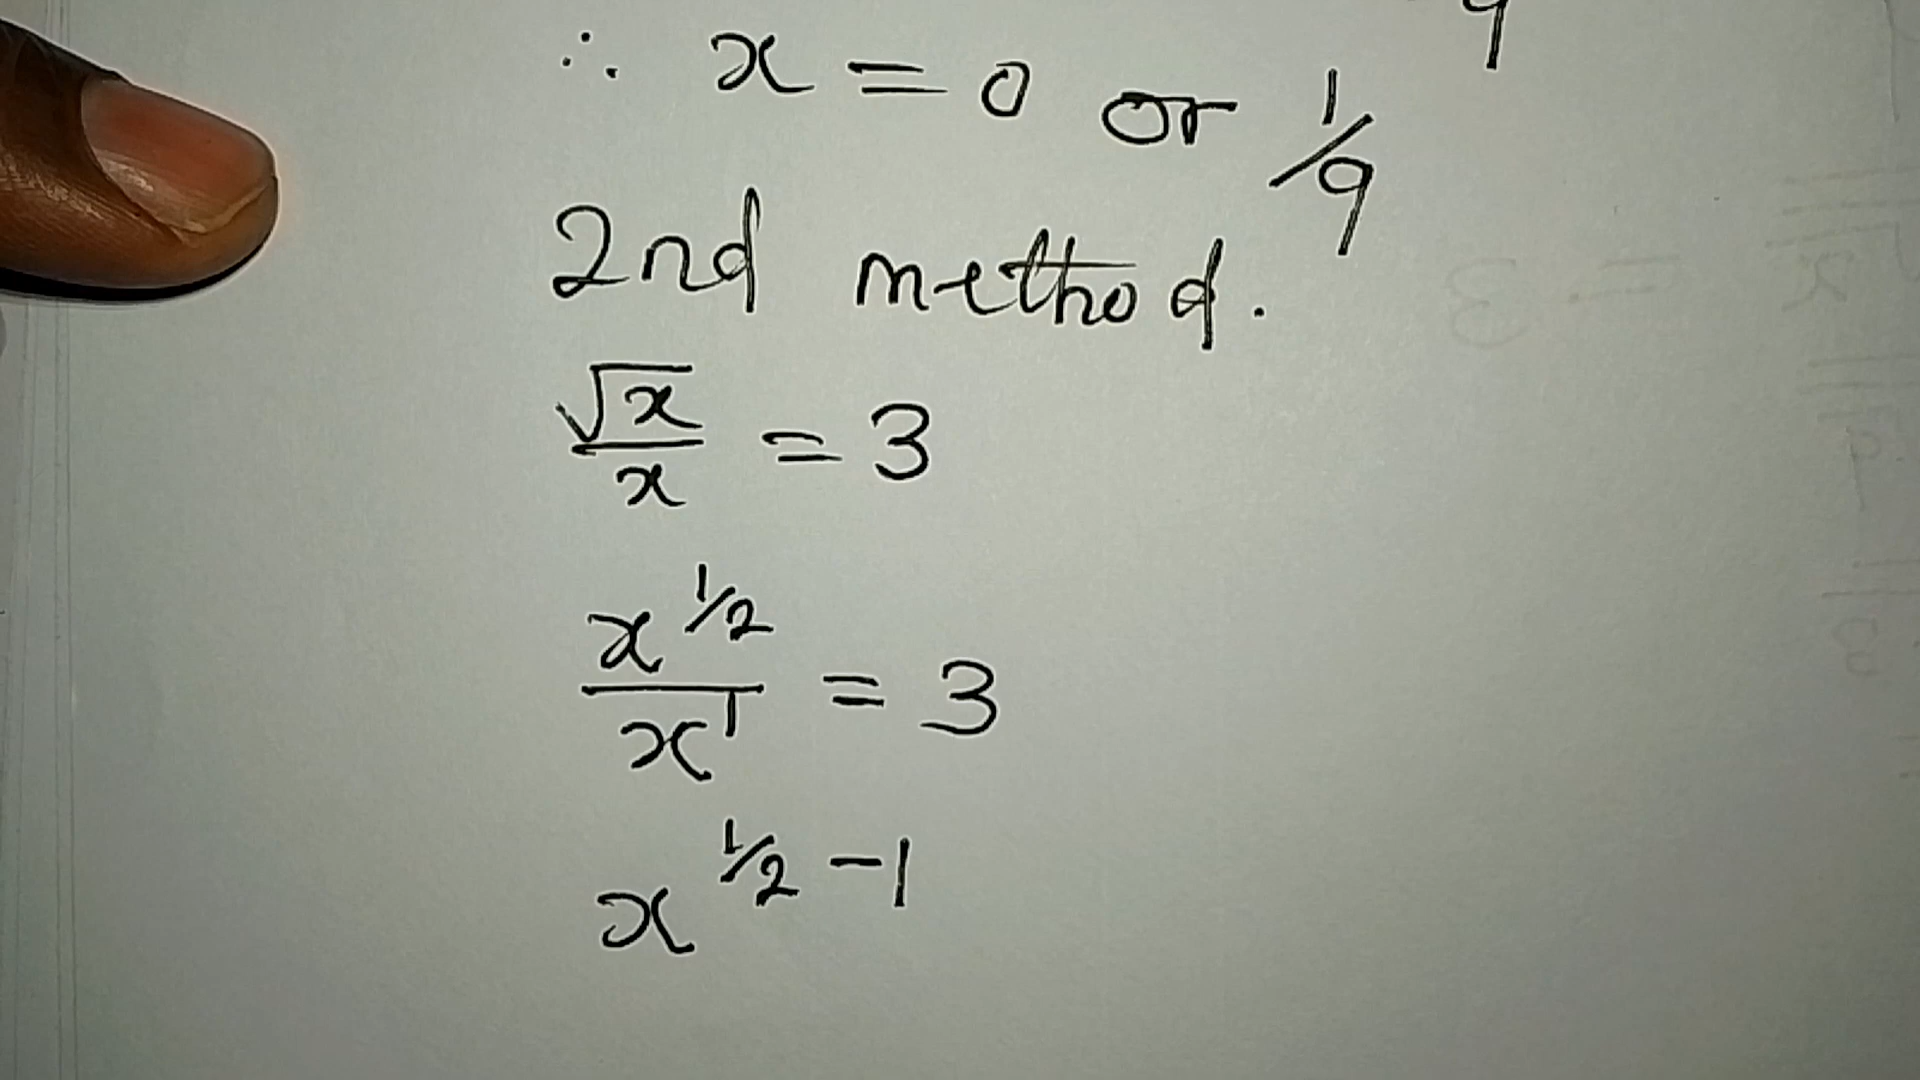 ∴ x = 0 or 1/9
2nd method.
√x/x = 3
x^1/2 / x^1 = 3
x^1/2 - 1